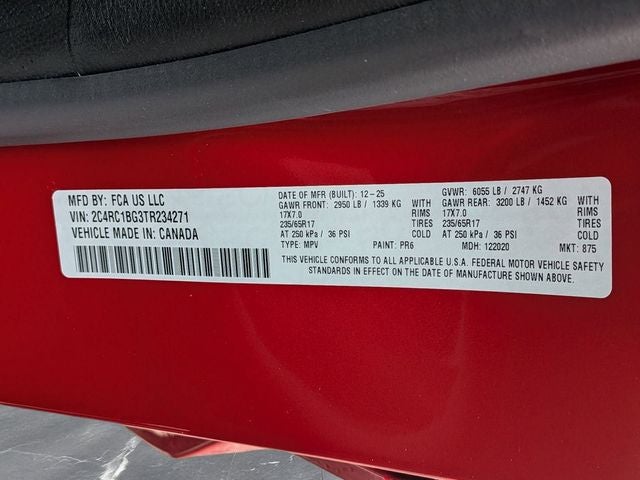 MFD BY: FCA US LLC
VIN: 2C4RC1BG3TR234271
VEHICLE MADE IN: CANADA
DATE OF MFR (BUILT): 12-25 GVWR: 6055 LB / 2747 KG
GAWR FRONT: 2950 LB / 1339 KG WITH GAWR REAR: 3200 LB / 1452 KG WITH
17X7.0 RIMS 17X7.0 RIMS
235/65R17 TIRES 235/65R17 TIRES
AT 250 kPa / 36 PSI COLD AT 250 kPa / 36 PSI COLD
TYPE: MPV PAINT: PR6 MDH: 122020 MKT: 875
THIS VEHICLE CONFORMS TO ALL APPLICABLE U.S.A. FEDERAL MOTOR VEHICLE SAFETY
STANDARDS IN EFFECT ON THE DATE OF MANUFACTURE SHOWN ABOVE.